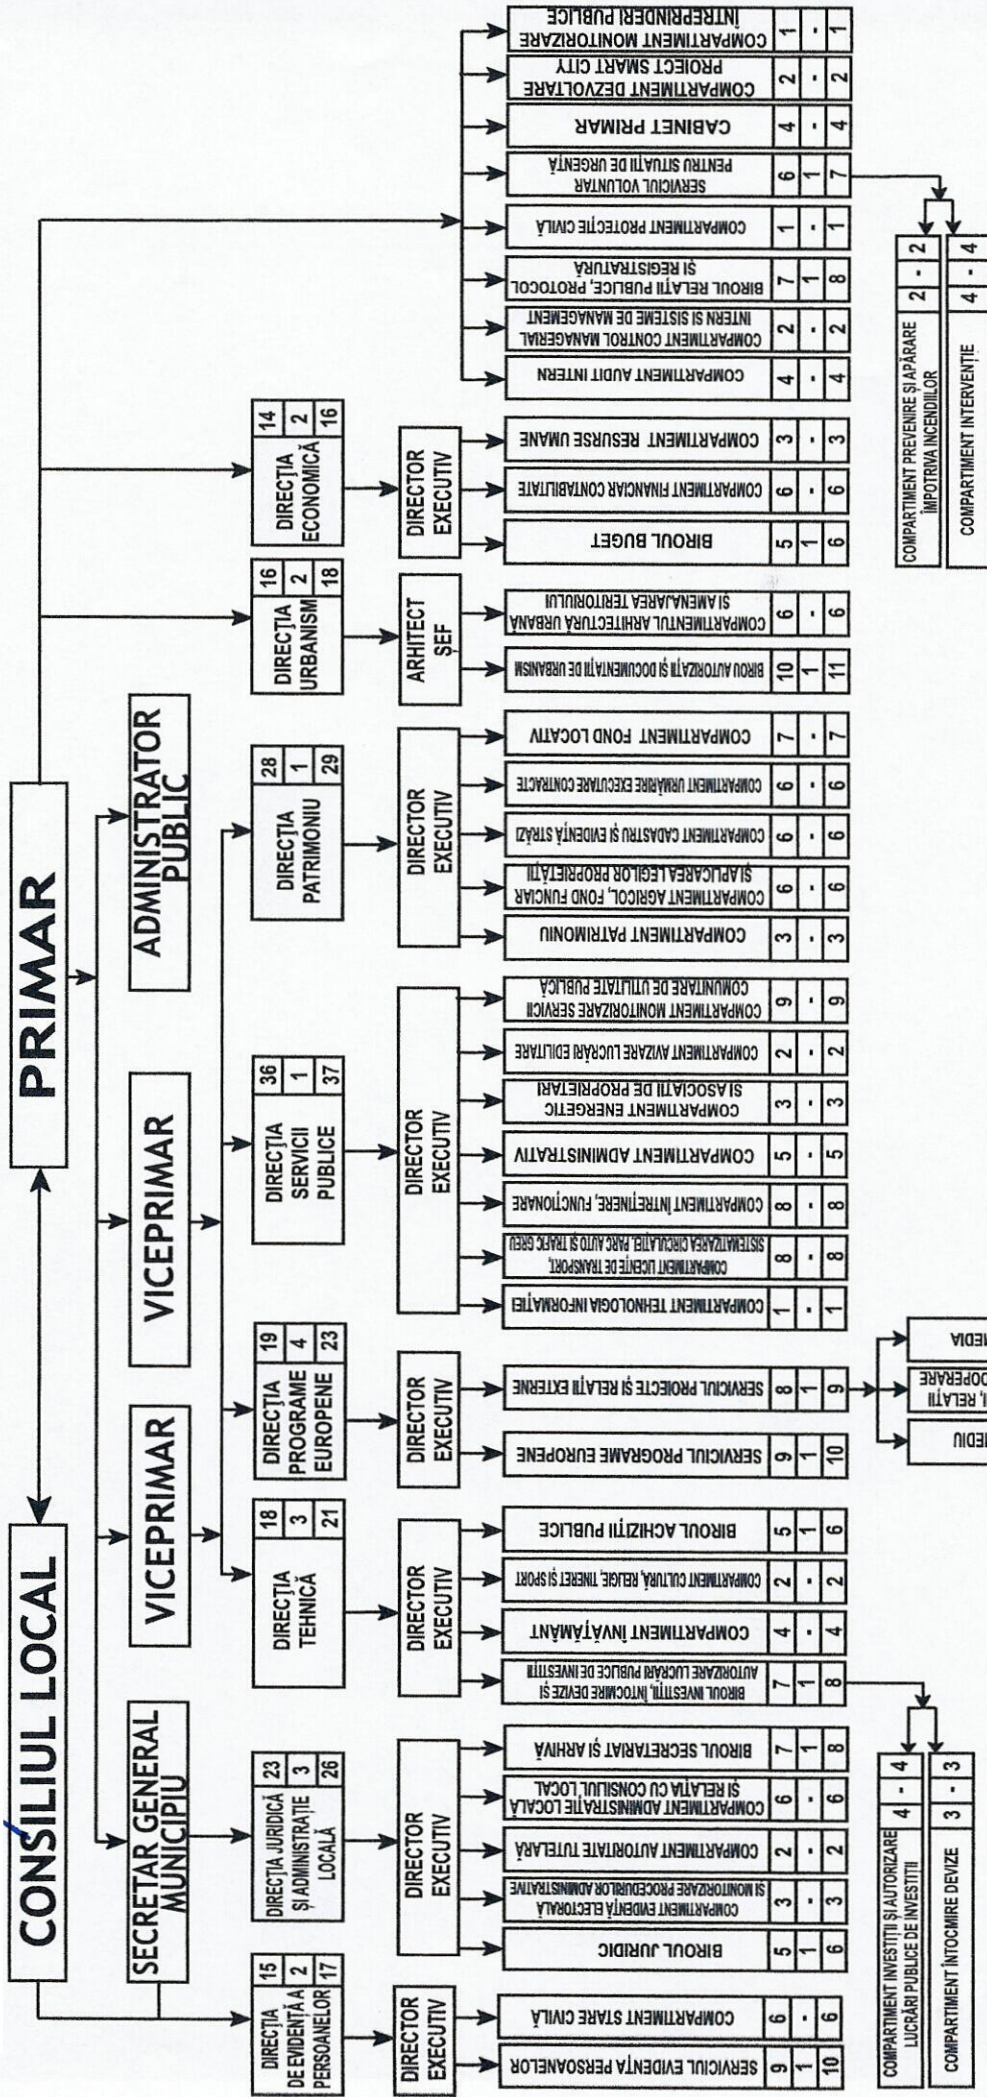 CONSILIUL LOCAL
PRIMAR
SECRETAR GENERAL
MUNICIPIU
VICEPRIMAR
VICEPRIMAR
ADMINISTRATOR
PUBLIC
DIRECȚIA
DE EVIDENȚĂ A
PERSOANELOR
15
2
17
DIRECȚIA JURIDICĂ
ȘI ADMINISTRAȚIE
LOCALĂ
23
3
26
DIRECȚIA
TEHNICĂ
18
3
21
DIRECȚIA
PROGRAME
EUROPENE
19
4
23
DIRECȚIA
SERVICII
PUBLICE
36
1
37
DIRECȚIA
PATRIMONIU
28
1
29
DIRECȚIA
URBANISM
16
2
18
DIRECȚIA
ECONOMICĂ
14
2
16
DIRECTOR
EXECUTIV
DIRECTOR
EXECUTIV
DIRECTOR
EXECUTIV
DIRECTOR
EXECUTIV
DIRECTOR
EXECUTIV
DIRECTOR
EXECUTIV
ARHITECT
ȘEF
DIRECTOR
EXECUTIV
SERVICIUL EVIDENȚA PERSOANELOR
9
1
10
COMPARTIMENT STARE CIVILĂ
6
-
6
BIROUL JURIDIC
5
1
6
COMPARTIMENT EVIDENȚĂ ELECTORALĂ
ȘI MONITORIZARE PROCEDURILOR ADMINISTRATIVE
3
-
3
COMPARTIMENT AUTORITATE TUTELARĂ
2
-
2
COMPARTIMENT ADMINISTRAȚIE LOCALĂ
ȘI RELAȚIA CU CONSILIUL LOCAL
6
-
6
BIROUL SECRETARIAT ȘI ARHIVĂ
7
1
8
BIROUL INVESTIȚII, ÎNTOCMIRE DEVIZE ȘI
AUTORIZARE LUCRĂRI PUBLICE DE INVESTIȚII
7
1
8
COMPARTIMENT ÎNVĂȚĂMÂNT
4
-
4
COMPARTIMENT CULTURĂ, RELIGIE, TINERET ȘI SPORT
2
-
2
BIROUL ACHIZIȚII PUBLICE
5
1
6
SERVICIUL PROGRAME EUROPENE
9
1
10
SERVICIUL PROIECTE ȘI RELAȚII EXTERNE
8
1
9
COMPARTIMENT TEHNOLOGIA INFORMAȚIEI
1
-
1
COMPARTIMENT LICENȚE DE TRANSPORT,
SISTEMATIZAREA CIRCULAȚIEI, PARC AUTO ȘI TRAFIC GREU
8
-
8
COMPARTIMENT ÎNTREȚINERE, FUNCȚIONARE
8
-
8
COMPARTIMENT ADMINISTRATIV
5
-
5
COMPARTIMENT ENERGETIC
ȘI ASOCIAȚII DE PROPRIETARI
3
-
3
COMPARTIMENT AVIZARE LUCRĂRI EDILITARE
2
-
2
COMPARTIMENT MONITORIZARE SERVICII
COMUNITARE DE UTILITATE PUBLICĂ
9
-
9
COMPARTIMENT PATRIMONIU
3
-
3
COMPARTIMENT AGRICOL, FOND FUNCIAR
ȘI APLICAREA LEGILOR PROPRIETĂȚII
6
-
6
COMPARTIMENT CADASTRU ȘI EVIDENȚĂ STRĂZI
6
-
6
COMPARTIMENT URMĂRIRE EXECUTARE CONTRACTE
6
-
6
COMPARTIMENT FOND LOCATIV
7
-
7
BIROU AUTORIZAȚII ȘI DOCUMENTAȚII DE URBANISM
10
1
11
COMPARTIMENTUL ARHITECTURĂ URBANĂ
ȘI AMENAJAREA TERITORIULUI
6
-
6
BIROUL BUGET
5
1
6
COMPARTIMENT FINANCIAR CONTABILITATE
6
-
6
COMPARTIMENT RESURSE UMANE
3
-
3
COMPARTIMENT AUDIT INTERN
4
-
4
COMPARTIMENT CONTROL MANAGERIAL
INTERN SI SISTEME DE MANAGEMENT
2
-
2
BIROUL RELAȚII PUBLICE, PROTOCOL
ȘI REGISTRATURĂ
7
1
8
COMPARTIMENT PROTECȚIE CIVILĂ
1
-
1
SERVICIUL VOLUNTAR
PENTRU SITUAȚII DE URGENȚĂ
6
1
7
CABINET PRIMAR
4
-
4
COMPARTIMENT DEZVOLTARE
PROIECT SMART CITY
2
-
2
COMPARTIMENT MONITORIZARE
ÎNTREPRINDERI PUBLICE
1
-
1
COMPARTIMENT INVESTIȚII ȘI AUTORIZARE
LUCRĂRI PUBLICE DE INVESTIȚII
4 - 4
COMPARTIMENT ÎNTOCMIRE DEVIZE
3 - 3
MEDIU
II, RELAȚII
OOPERARE
MEDIA
COMPARTIMENT PREVENIRE ȘI APĂRARE
ÎMPOTRIVA INCENDIILOR
2 - 2
COMPARTIMENT INTERVENȚIE
4 - 4